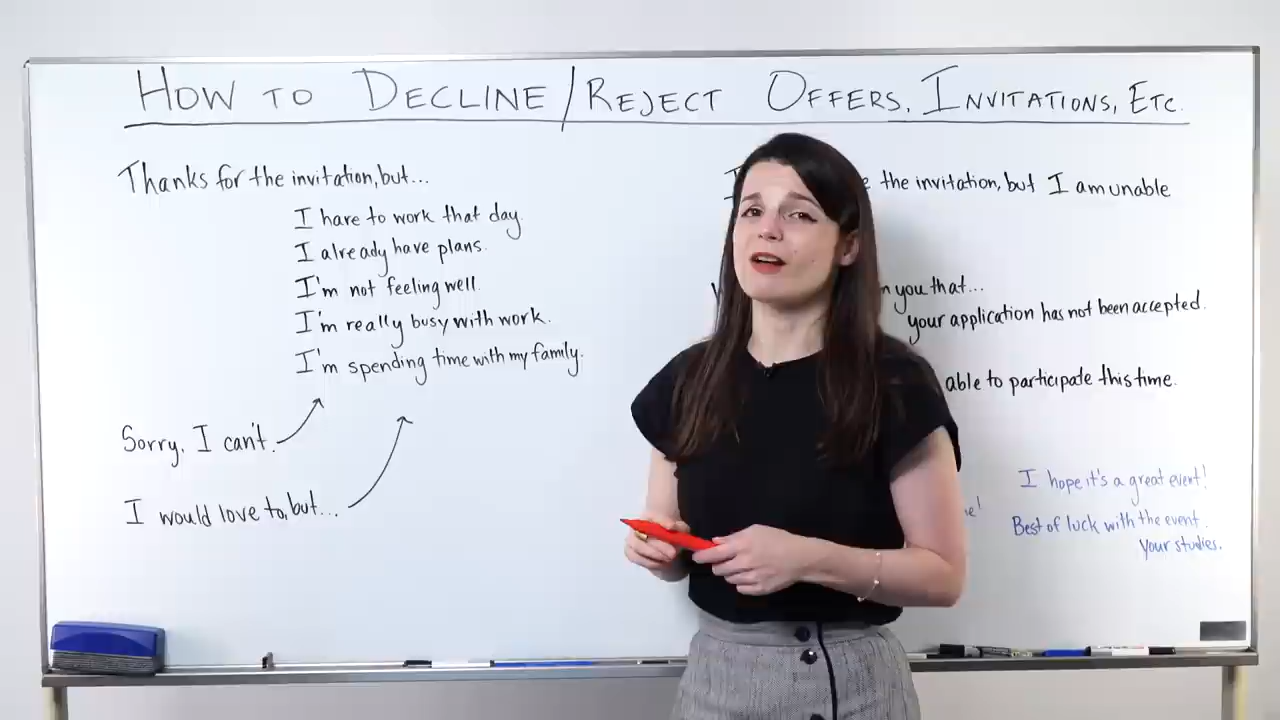 How to Decline/Reject Offers, Invitations, Etc.
Thanks for the invitation, but...
I have to work that day.
I already have plans.
I'm not feeling well.
I'm really busy with work.
I'm spending time with my family.
Sorry, I can't.
I would love to, but...
the invitation, but I am unable
you that...
your application has not been accepted.
able to participate this time.
I hope it's a great event!
Best of luck with the event.
your studies.